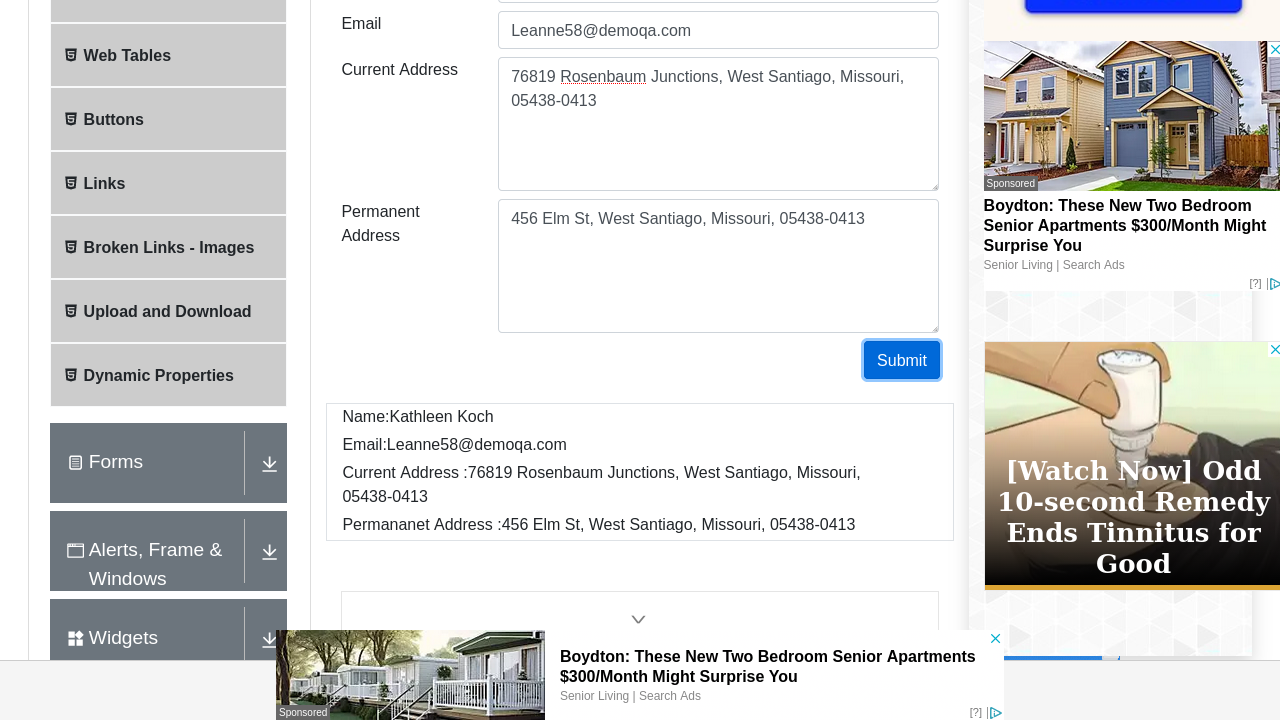 Email
Leanne58@demoqa.com
Web Tables
Current Address
76819 Rosenbaum Junctions, West Santiago, Missouri,
05438-0413
Buttons
Links
Sponsored
Boydton: These New Two Bedroom
Senior Apartments $300/Month Might
Surprise You
Senior Living | Search Ads
[?]
Permanent
Address
456 Elm St, West Santiago, Missouri, 05438-0413
Broken Links - Images
Upload and Download
Dynamic Properties
Submit
Name:Kathleen Koch
Email:Leanne58@demoqa.com
Current Address :76819 Rosenbaum Junctions, West Santiago, Missouri,
05438-0413
Permananet Address :456 Elm St, West Santiago, Missouri, 05438-0413
Forms
Alerts, Frame &
Windows
Widgets
[Watch Now] Odd
10-second Remedy
Ends Tinnitus for
Good
Sponsored
Boydton: These New Two Bedroom Senior Apartments
$300/Month Might Surprise You
Senior Living | Search Ads
[?]